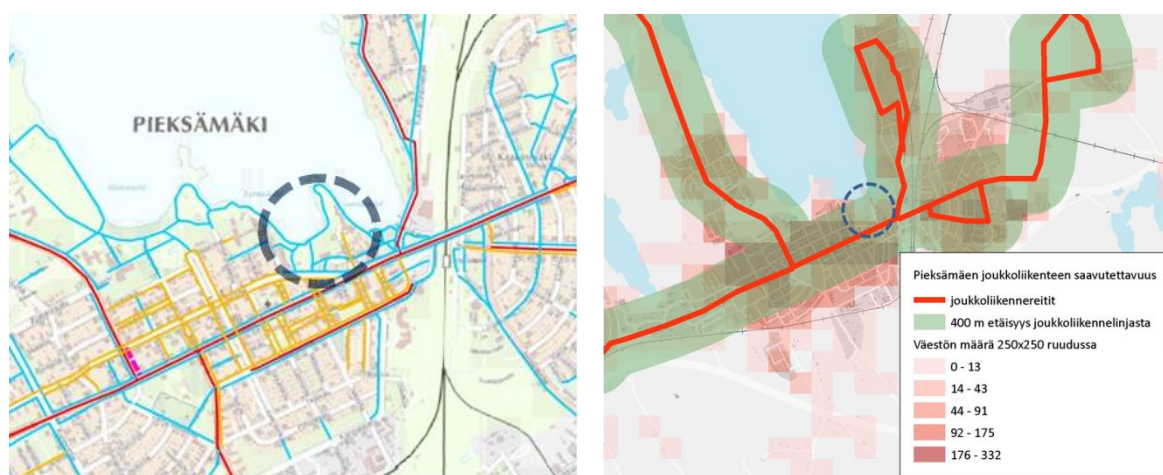 PIEKSÄMÄKI
Pieksämäen joukkoliikenteen saavutettavuus
joukkoliikennereitit
400 m etäisyys joukkoliikennelinjasta
Väestön määrä 250x250 ruudussa
0 - 13
14 - 43
44 - 91
92 - 175
176 - 332